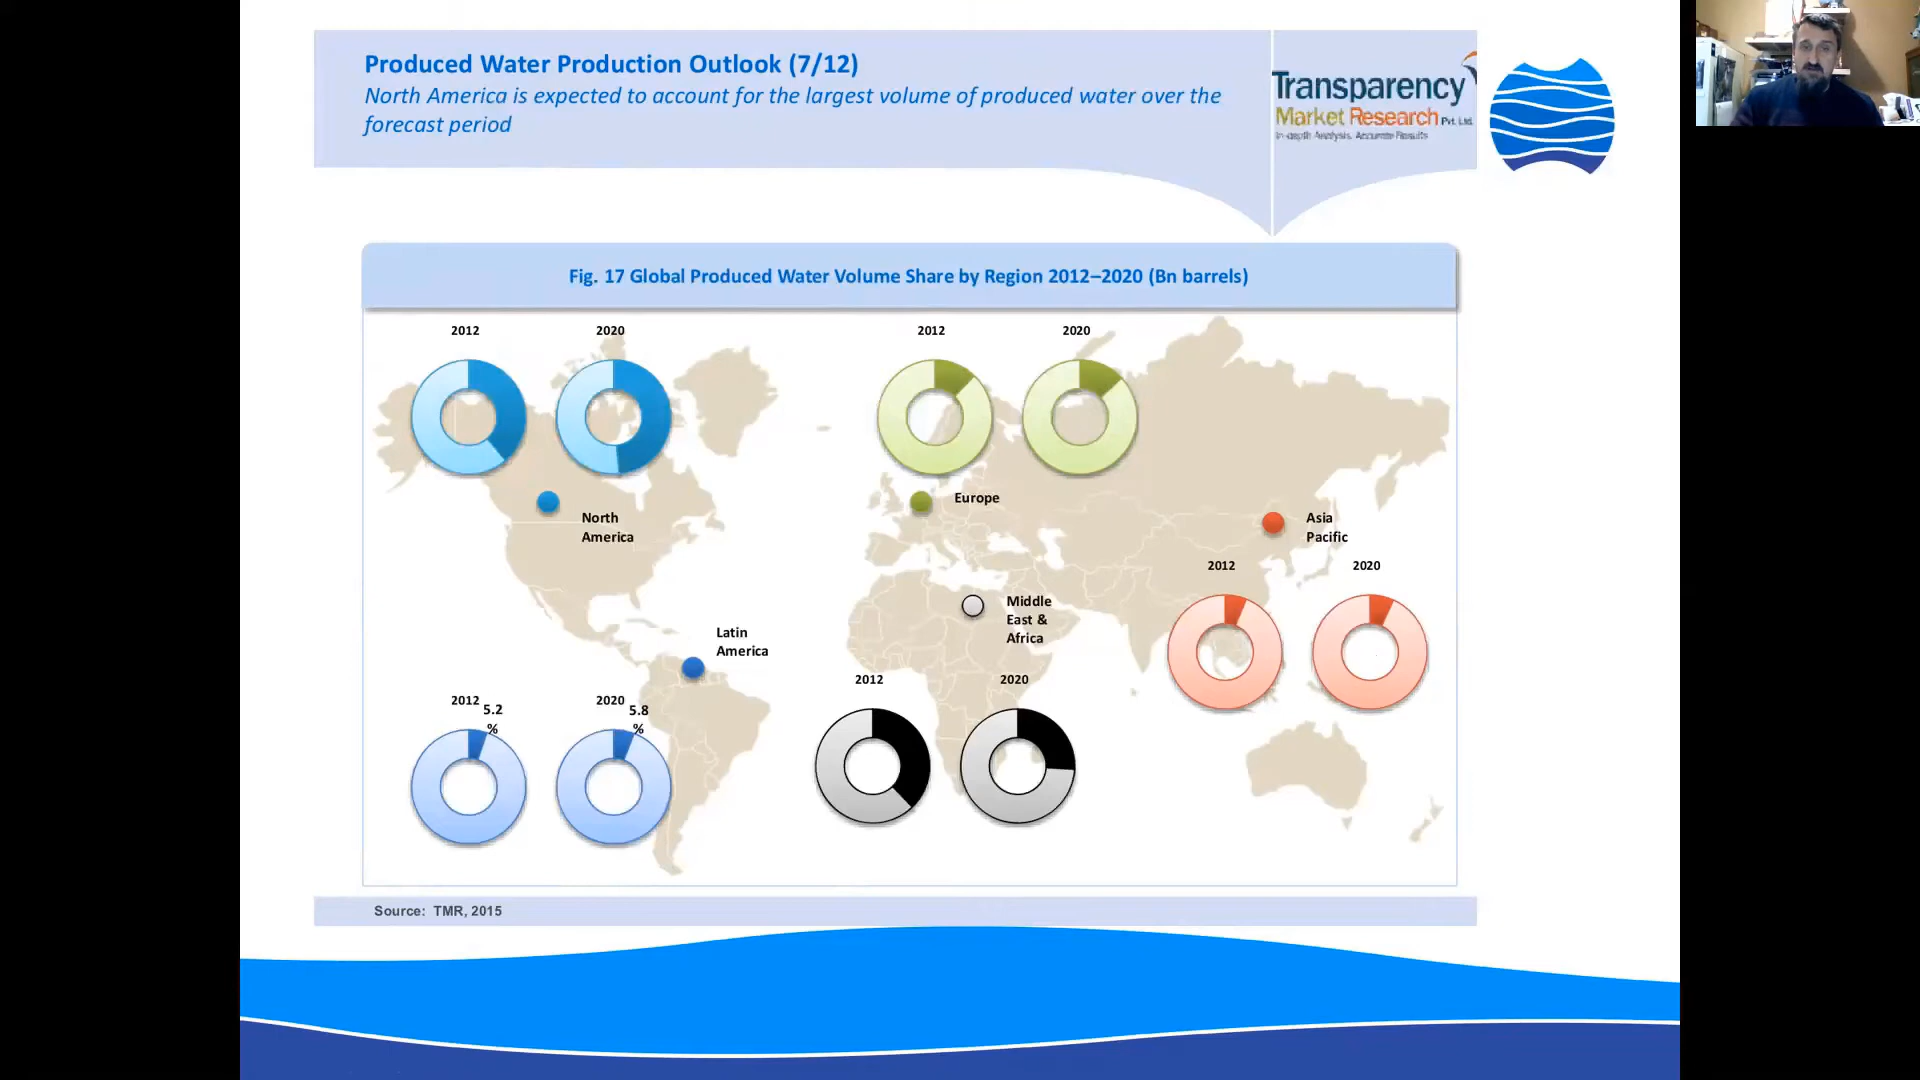 Produced Water Production Outlook (7/12)
North America is expected to account for the largest volume of produced water over the
forecast period
Transparency
Market Research Pvt. Ltd.
In-depth Analysis. Accurate Results
Fig. 17 Global Produced Water Volume Share by Region 2012–2020 (Bn barrels)
2012
2020
2012
2020
North
America
Europe
Asia
Pacific
2012
2020
Middle
East &
Africa
2012
2020
Latin
America
2012
5.2
%
2020
5.8
%
Source: TMR, 2015